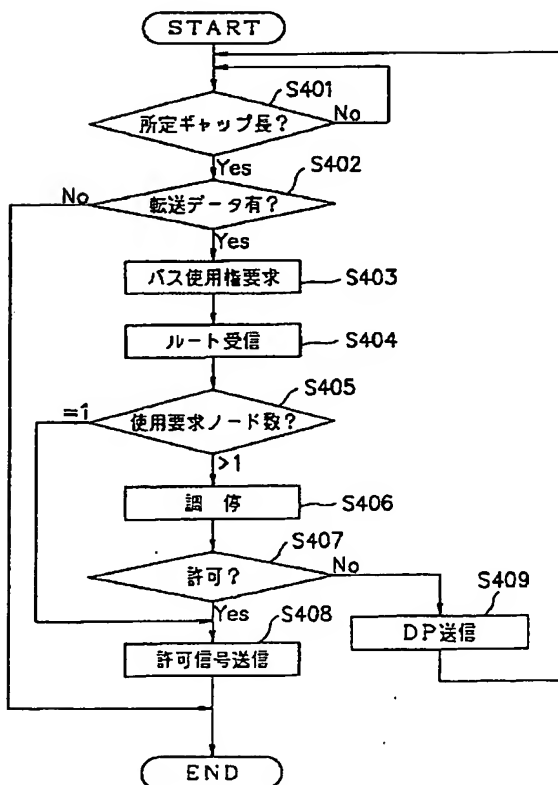 START
S401
所定ギャップ長?
No
Yes
S402
No
転送データ有?
Yes
バス使用権要求
S403
ルート受信
S404
S405
=1
使用要求ノード数?
>1
調 停
S406
S407
許可?
No
Yes
S408
S409
許可信号送信
DP送信
END